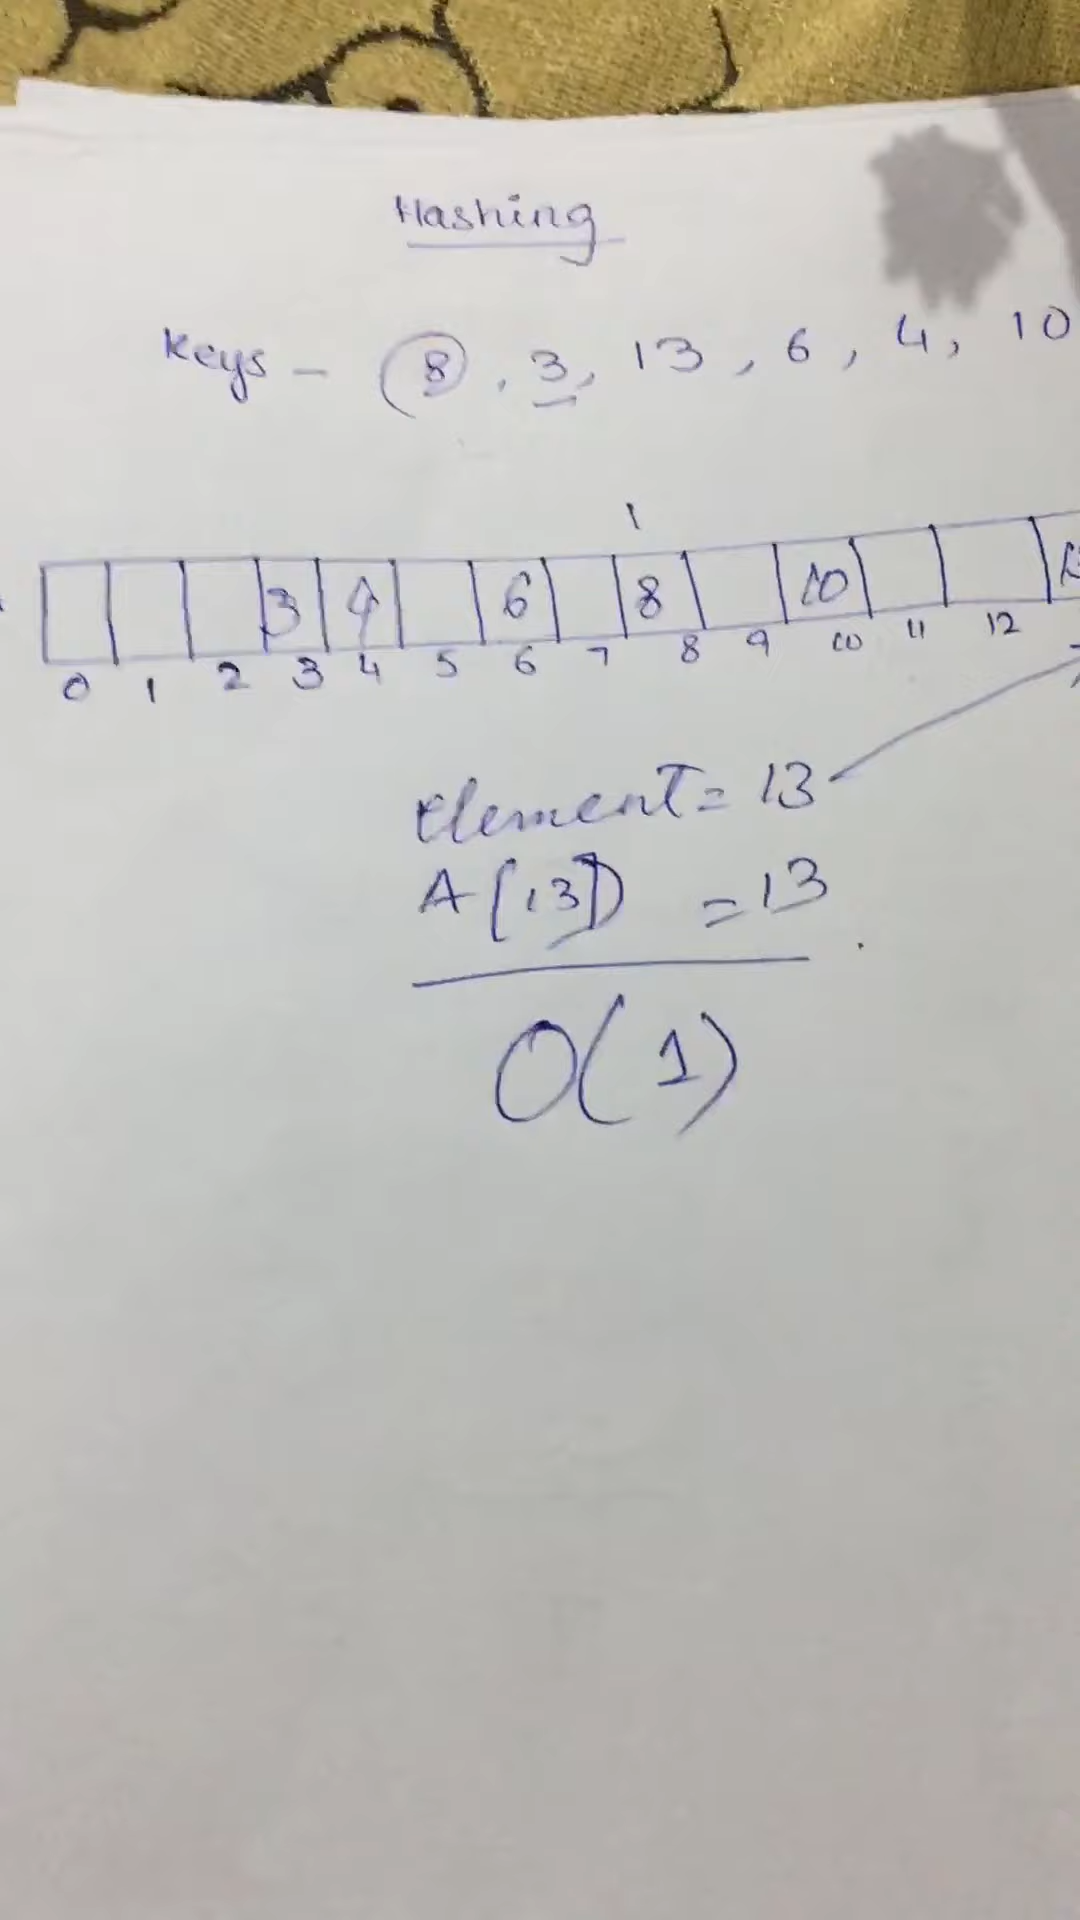 Hashing
Keys - 8, 3, 13, 6, 4, 10
3 4 6 8 10
0 1 2 3 4 5 6 7 8 9 10 11 12
Element = 13
A[13] = 13
O(1)